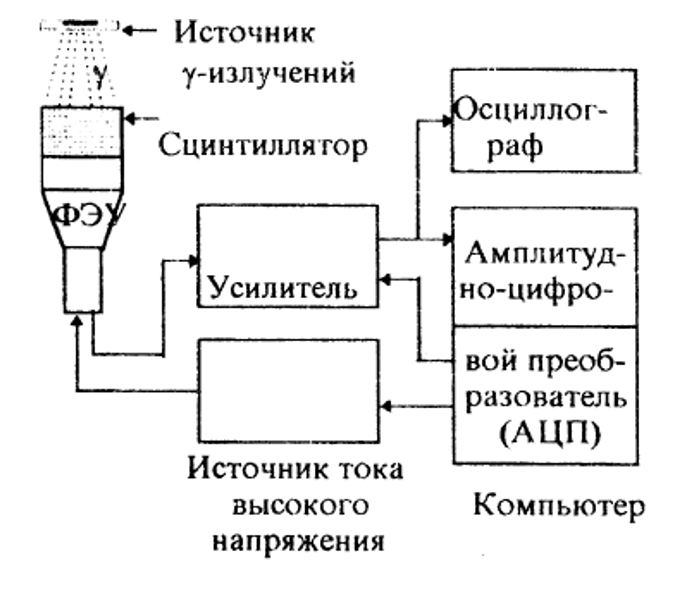 Источник
γ-излучений
γ
Сцинтиллятор
ФЭУ
Осциллог-
раф
Усилитель
Амплитуд-
но-цифро-
вой преоб-
разователь
(АЦП)
Источник тока
высокого
напряжения
Компьютер